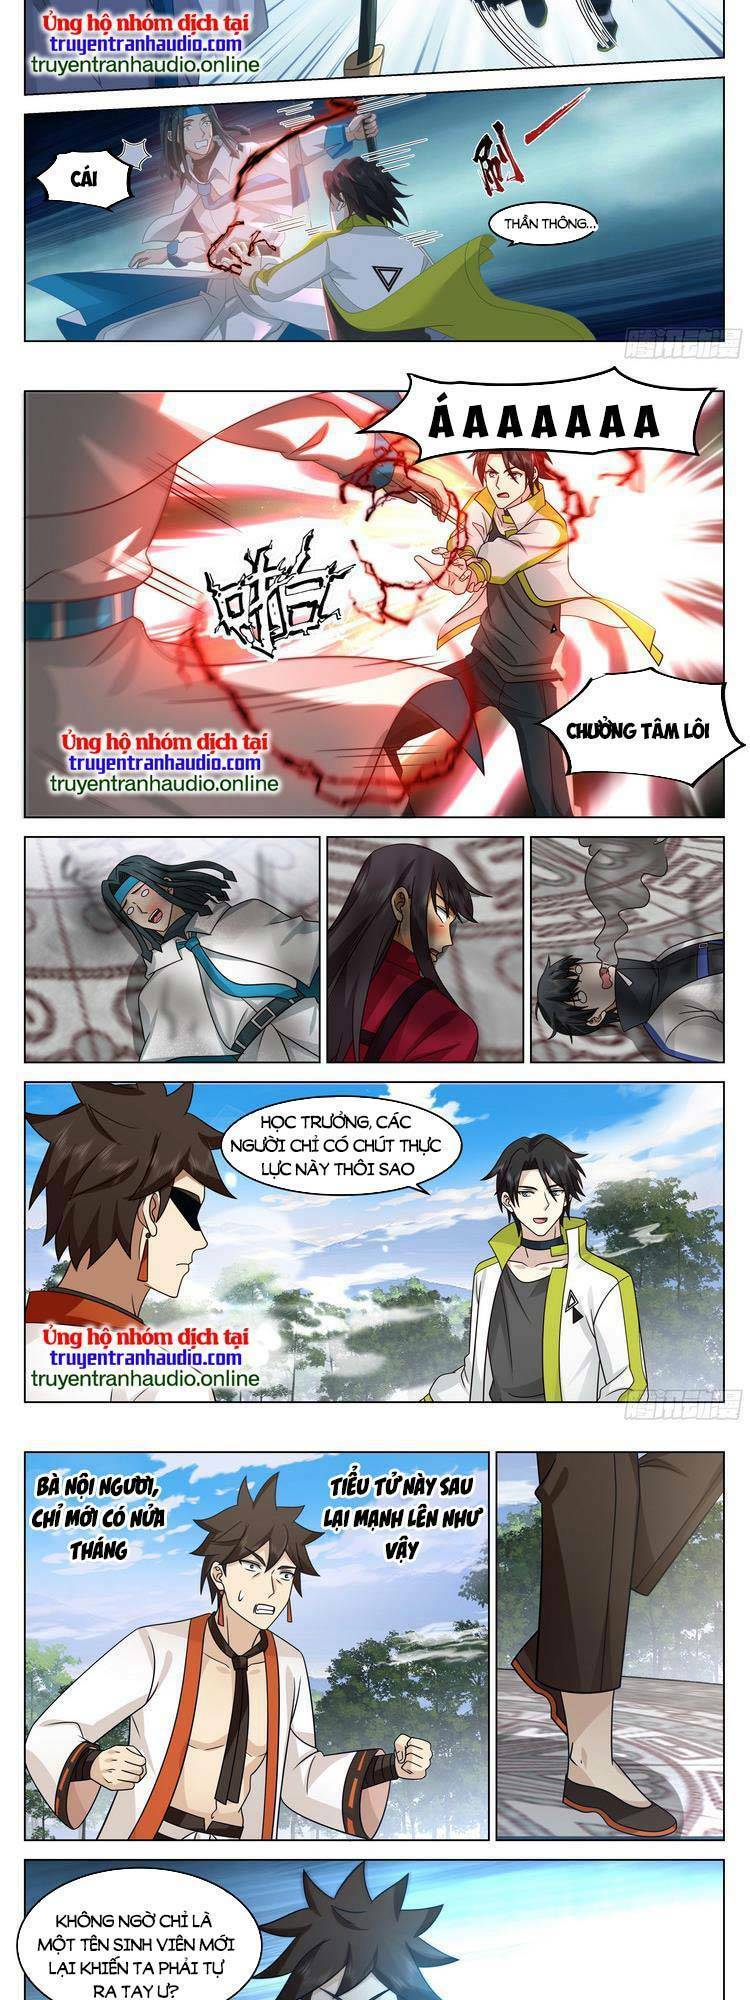 Ủng hộ nhóm dịch tại
truyentranhaudio.com
truyentranhaudio.online
CÁI
THẦN THÔNG...
ÁAAAAAA
CHƯỞNG TÂM LÔI
Ủng hộ nhóm dịch tại
truyentranhaudio.com
truyentranhaudio.online
HỌC TRƯỞNG, CÁC
NGƯƠI CHỈ CÓ CHÚT THỰC
LỰC NÀY THÔI SAO
Ủng hộ nhóm dịch tại
truyentranhaudio.com
truyentranhaudio.online
BÀ NỘI NGƯƠI,
CHỈ MỚI CÓ NỬA
THÁNG
TIỂU TỬ NÀY SAU
LẠI MẠNH LÊN NHƯ
VẬY
KHÔNG NGỜ CHỈ LÀ
MỘT TÊN SINH VIÊN MỚI
LẠI KHIẾN TA PHẢI TỰ
RA TAY Ư?